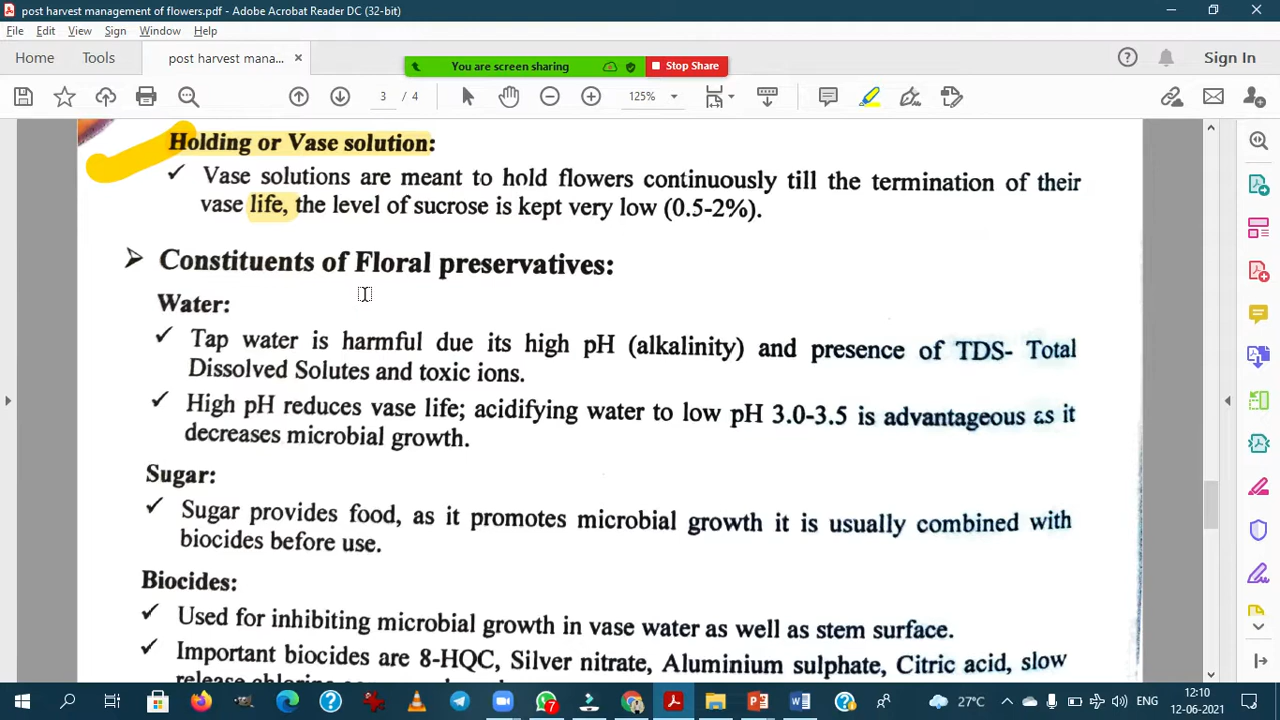 post harvest management of flowers.pdf - Adobe Acrobat Reader DC (32-bit)
File Edit View Sign Window Help
Home Tools post harvest mana... × Sign In
You are screen sharing Stop Share
3 / 4 125%
Holding or Vase solution:
✓ Vase solutions are meant to hold flowers continuously till the termination of their
vase life, the level of sucrose is kept very low (0.5-2%).
➤ Constituents of Floral preservatives:
Water:
✓ Tap water is harmful due its high pH (alkalinity) and presence of TDS- Total
Dissolved Solutes and toxic ions.
✓ High pH reduces vase life; acidifying water to low pH 3.0-3.5 is advantageous as it
decreases microbial growth.
Sugar:
✓ Sugar provides food, as it promotes microbial growth it is usually combined with
biocides before use.
Biocides:
✓ Used for inhibiting microbial growth in vase water as well as stem surface.
✓ Important biocides are 8-HQC, Silver nitrate, Aluminium sulphate, Citric acid, slow
7 27°C ENG 12:10
12-06-2021